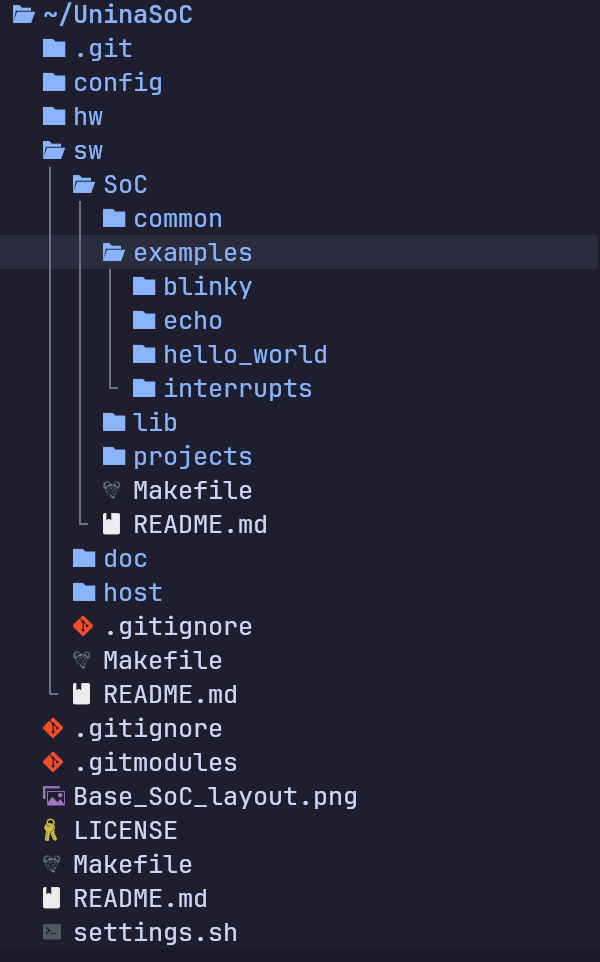 ~/UninaSoC
.git
config
hw
sw
SoC
common
examples
blinky
echo
hello_world
interrupts
lib
projects
Makefile
README.md
doc
host
.gitignore
Makefile
README.md
.gitignore
.gitmodules
Base_SoC_layout.png
LICENSE
Makefile
README.md
settings.sh